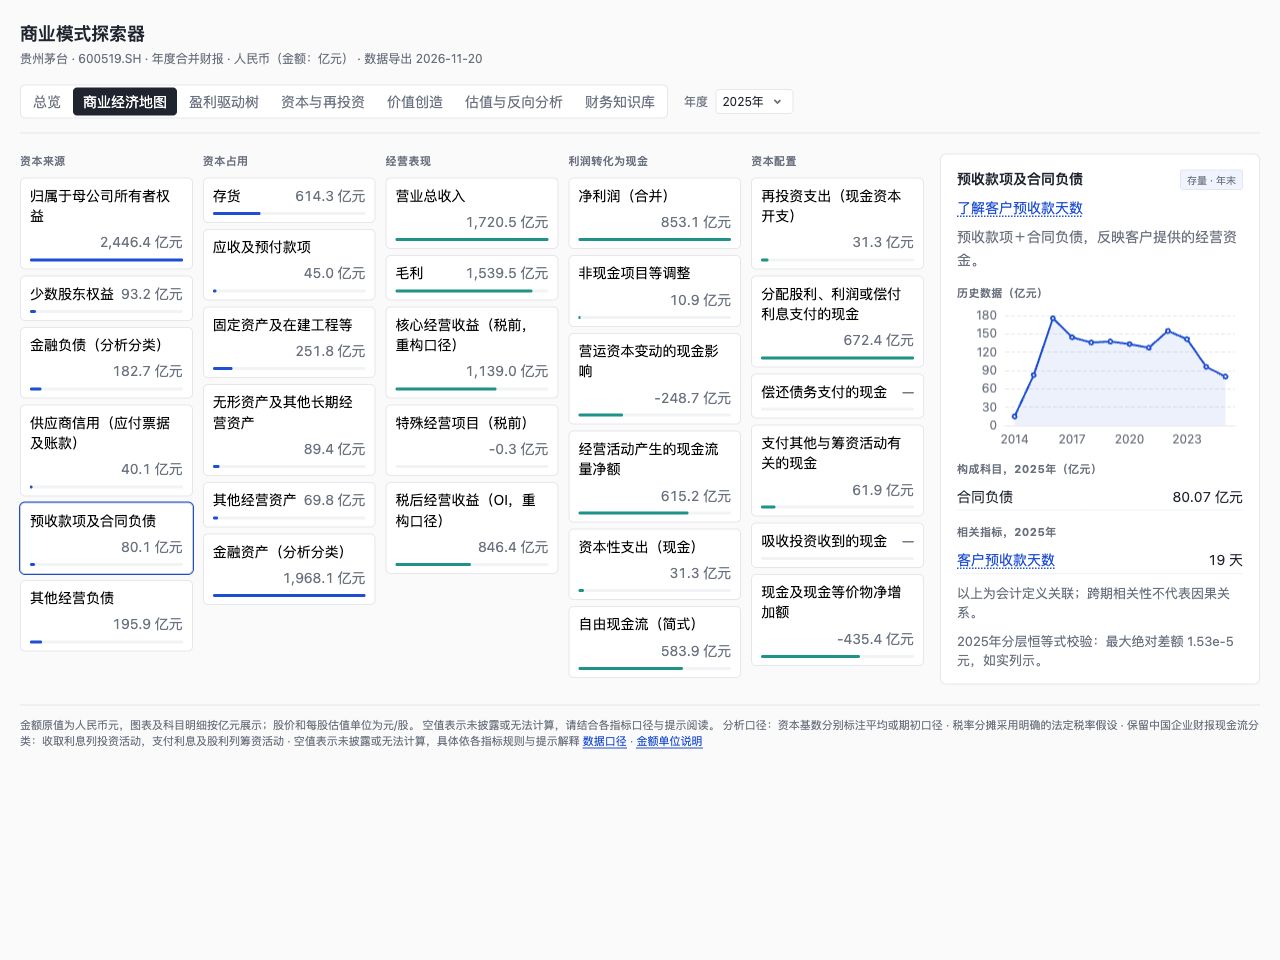 商业模式探索器
贵州茅台 · 600519.SH · 年度合并财报 · 人民币（金额：亿元） · 数据导出 2026-11-20
总览 商业经济地图 盈利驱动树 资本与再投资 价值创造 估值与反向分析 财务知识库 年度 2025年
资本来源
归属于母公司所有者权
益
2,446.4 亿元
少数股东权益 93.2 亿元
金融负债（分析分类）
182.7 亿元
供应商信用（应付票据
及账款）
40.1 亿元
预收款项及合同负债
80.1 亿元
其他经营负债
195.9 亿元
资本占用
存货 614.3 亿元
应收及预付款项
45.0 亿元
固定资产及在建工程等
251.8 亿元
无形资产及其他长期经
营资产
89.4 亿元
其他经营资产 69.8 亿元
金融资产（分析分类）
1,968.1 亿元
经营表现
营业总收入
1,720.5 亿元
毛利 1,539.5 亿元
核心经营收益（税前，
重构口径）
1,139.0 亿元
特殊经营项目（税前）
-0.3 亿元
税后经营收益（OI，重
构口径）
846.4 亿元
利润转化为现金
净利润（合并）
853.1 亿元
非现金项目等调整
10.9 亿元
营运资本变动的现金影
响
-248.7 亿元
经营活动产生的现金流
量净额
615.2 亿元
资本性支出（现金）
31.3 亿元
自由现金流（简式）
583.9 亿元
资本配置
再投资支出（现金资本
开支）
31.3 亿元
分配股利、利润或偿付
利息支付的现金
672.4 亿元
偿还债务支付的现金 —
支付其他与筹资活动有
关的现金
61.9 亿元
吸收投资收到的现金 —
现金及现金等价物净增
加额
-435.4 亿元
预收款项及合同负债 存量 · 年末
了解客户预收款天数
预收款项＋合同负债，反映客户提供的经营资
金。
历史数据（亿元）
180
150
120
90
60
30
0
2014 2017 2020 2023
构成科目，2025年（亿元）
合同负债 80.07 亿元
相关指标，2025年
客户预收款天数 19 天
以上为会计定义关联；跨期相关性不代表因果关
系。
2025年分层恒等式校验：最大绝对差额 1.53e-5
元，如实列示。
金额原值为人民币元，图表及科目明细按亿元展示；股价和每股估值单位为元/股。 空值表示未披露或无法计算，请结合各指标口径与提示阅读。 分析口径：资本基数分别标注平均或期初口径 · 税率分摊采用明确的法定税率假设 · 保留中国企业财报现金流分
类：收取利息列投资活动，支付利息及股利列筹资活动 · 空值表示未披露或无法计算，具体依各指标规则与提示解释 数据口径 · 金额单位说明